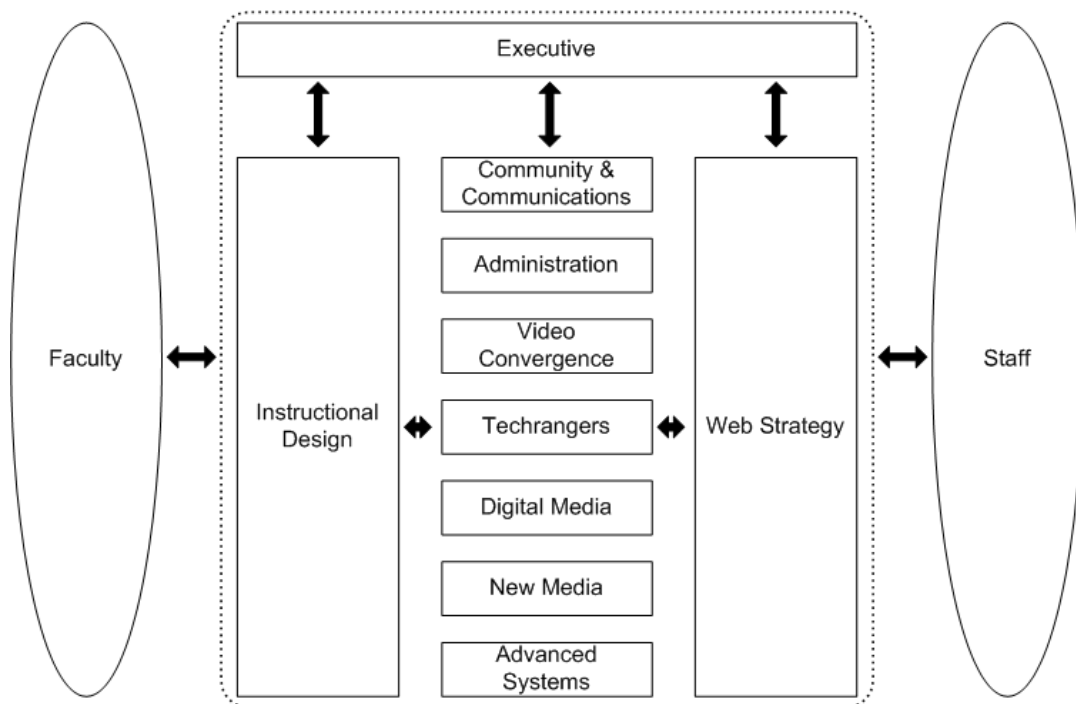 Executive
Community &
Communications
Administration
Video
Convergence
Faculty
Staff
Instructional
Design
Techrangers
Web Strategy
Digital Media
New Media
Advanced
Systems